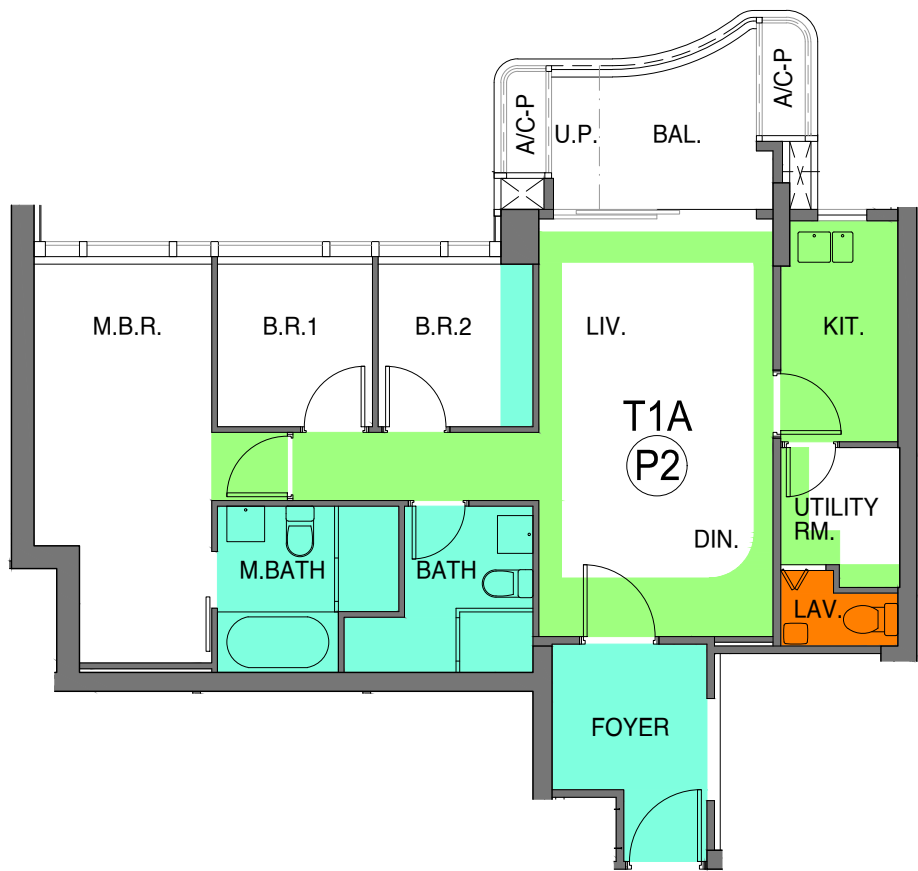 A/C-P
A/C-P
U.P.
BAL.
M.B.R.
B.R.1
B.R.2
LIV.
KIT.
T1A
P2
UTILITY
RM.
DIN.
M.BATH
BATH
LAV.
FOYER